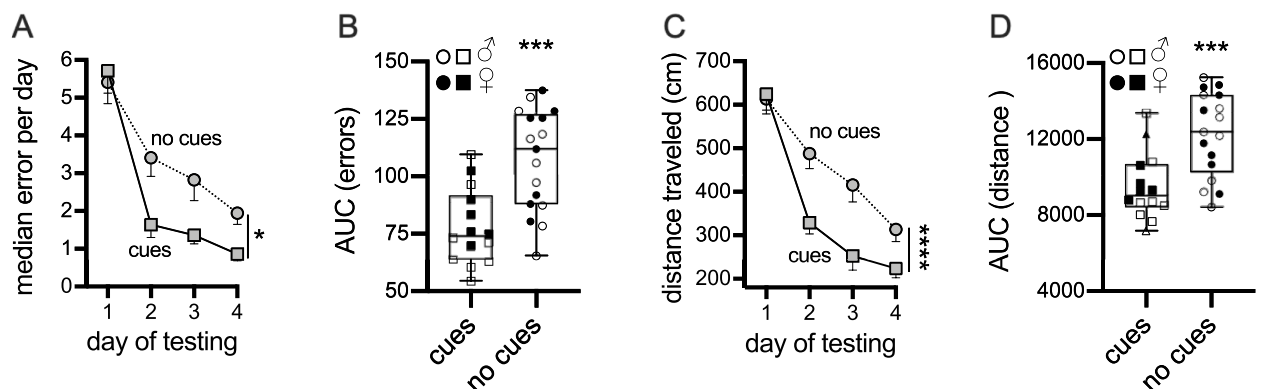 A
median error per day
6
5
4
3
2
1
0
no cues
cues
*
1 2 3 4
day of testing
B
AUC (errors)
150
125
100
75
50
♂
♀
***
cues
no cues
C
distance traveled (cm)
700
600
500
400
300
200
no cues
cues
****
1 2 3 4
day of testing
D
AUC (distance )
16000
12000
8000
4000
♂
♀
***
cues
no cues